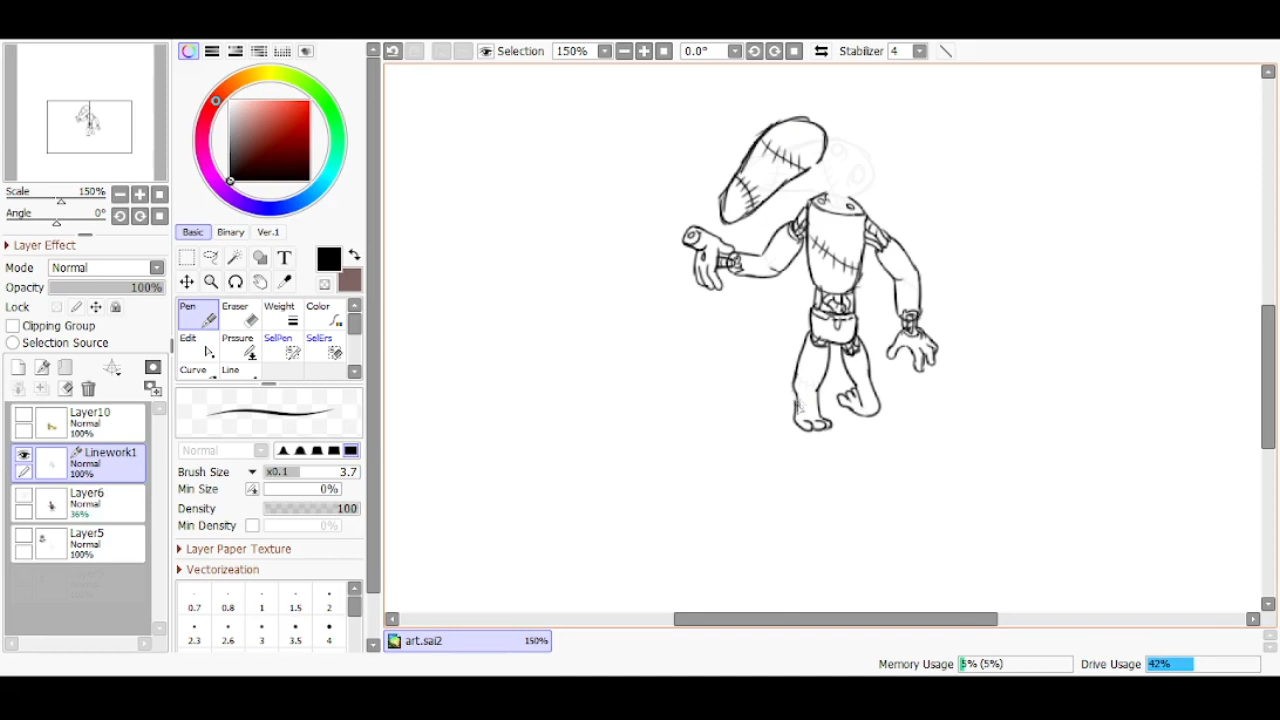 Selection 150% 0.0° Stabilizer 4
Scale 150%
Angle 0°
Layer Effect
Mode Normal
Opacity 100%
Lock
Clipping Group
Selection Source
Layer10
Normal
100%
Linework1
Normal
100%
Layer6
Normal
36%
Layer5
Normal
100%
Basic Binary Ver.1
T
Pen Eraser Weight Color
Edit Prssure SelPen SelErs
Curve Line
Normal
Brush Size x0.1 3.7
Min Size 0%
Density 100
Min Density 0%
Layer Paper Texture
Vectorizeation
0.7 0.8 1 1.5 2
2.3 2.6 3 3.5 4
art.sai2 150%
Memory Usage 5% (5%) Drive Usage 42%